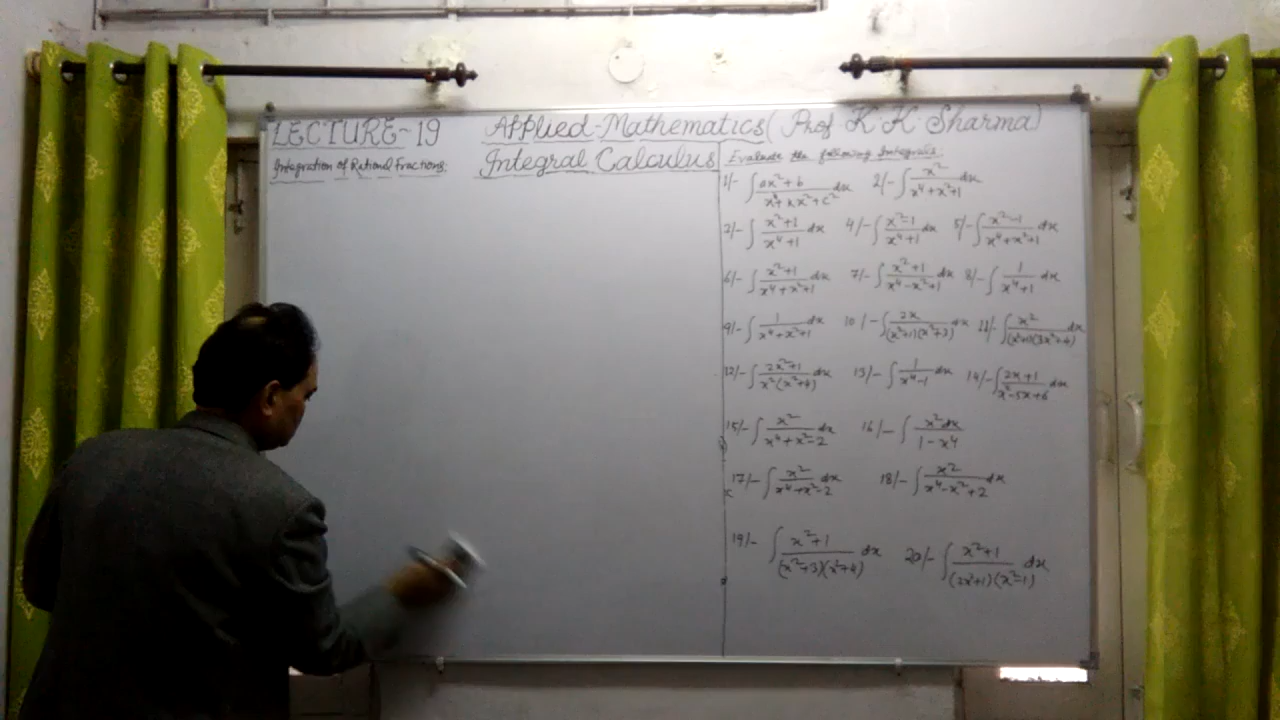 LECTURE-19 Applied-Mathematics (Prof. K.K. Sharma)
Integration of Rational Fractions: Integral Calculus Evaluate the following Integrals.
1/- ∫ (ax²+b)/(x⁴+kx²+c²) dx 2/- ∫ x²/(x⁴+x²+1) dx
3/- ∫ (x²+1)/(x⁴+1) dx 4/- ∫ (x²-1)/(x⁴+1) dx 5/- ∫ (x²-1)/(x⁴+x²+1) dx
6/- ∫ (x²+1)/(x⁴+x²+1) dx 7/- ∫ (x²+1)/(x⁴-x²+1) dx 8/- ∫ 1/(x⁴+1) dx
9/- ∫ 1/(x⁴+x²+1) dx 10/- ∫ 2x/((x²+1)(x²+3)) dx 11/- ∫ x²/((x²+1)(3x²+4)) dx
12/- ∫ (2x²+1)/(x²(x²+4)) dx 13/- ∫ 1/(x⁴-1) dx 14/- ∫ (2x+1)/(x²-5x+6) dx
15/- ∫ x²/(x⁴+x²-2) dx 16/- ∫ x²dx/(1-x⁴)
17/- ∫ x²/(x⁴+x²-2) dx 18/- ∫ x²/(x⁴-x²+2) dx
19/- ∫ (x²+1)/((x²+3)(x²+4)) dx 20/- ∫ (x²+1)/((2x²+1)(x²-1)) dx